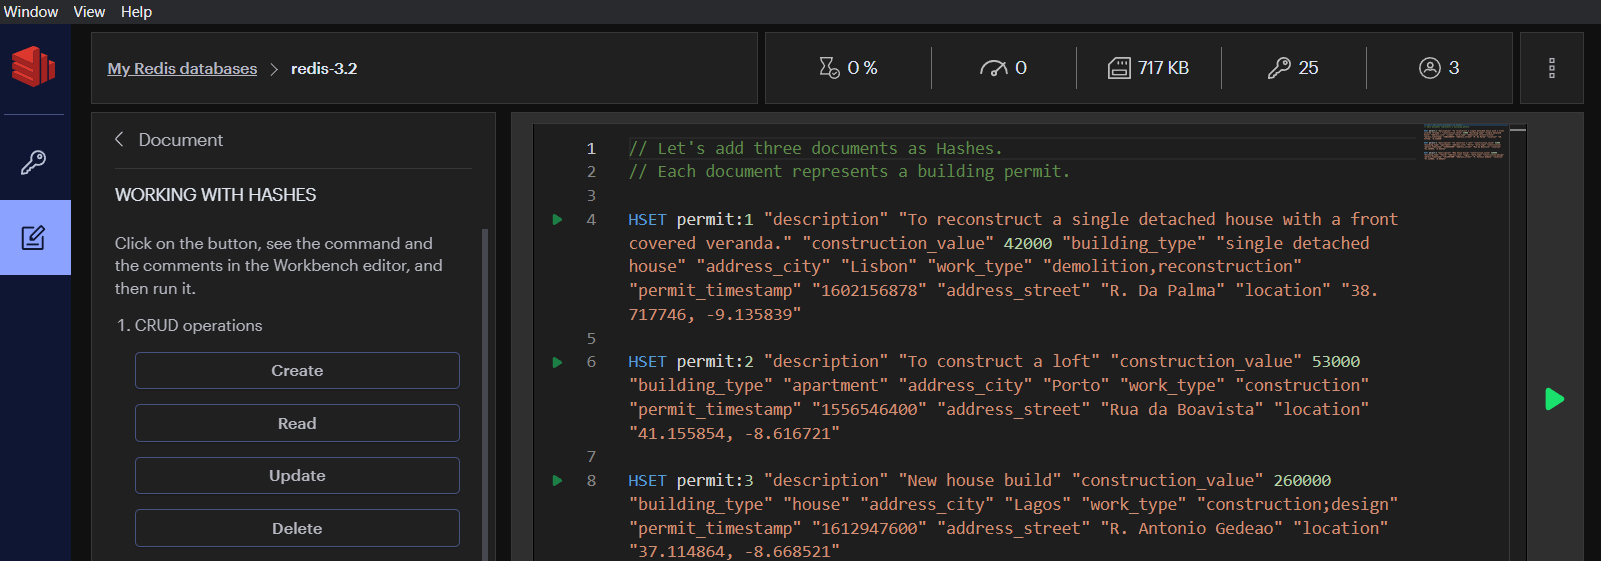 Window View Help
My Redis databases > redis-3.2
0 % 0 717 KB 25 3
Document
WORKING WITH HASHES
Click on the button, see the command and
the comments in the Workbench editor, and
then run it.
1. CRUD operations
Create
Read
Update
Delete
1 // Let's add three documents as Hashes.
2 // Each document represents a building permit.
3
4 HSET permit:1 "description" "To reconstruct a single detached house with a front
covered veranda." "construction_value" 42000 "building_type" "single detached
house" "address_city" "Lisbon" "work_type" "demolition,reconstruction"
"permit_timestamp" "1602156878" "address_street" "R. Da Palma" "location" "38.
717746, -9.135839"
5
6 HSET permit:2 "description" "To construct a loft" "construction_value" 53000
"building_type" "apartment" "address_city" "Porto" "work_type" "construction"
"permit_timestamp" "1556546400" "address_street" "Rua da Boavista" "location"
"41.155854, -8.616721"
7
8 HSET permit:3 "description" "New house build" "construction_value" 260000
"building_type" "house" "address_city" "Lagos" "work_type" "construction;design"
"permit_timestamp" "1612947600" "address_street" "R. Antonio Gedeao" "location"
"37.114864, -8.668521"